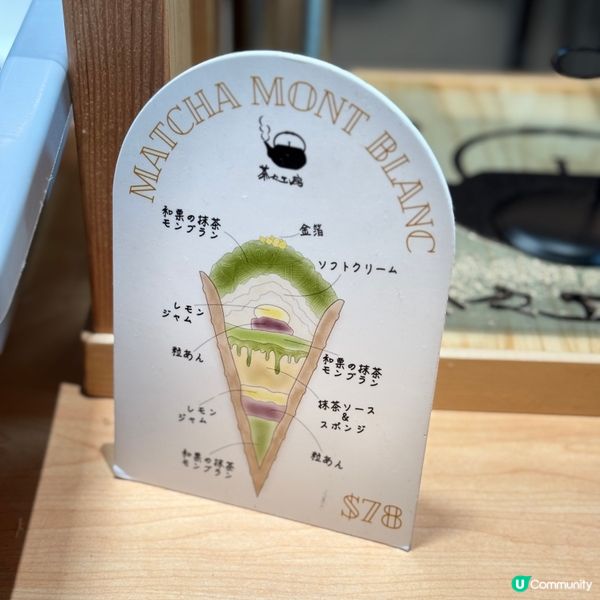 MATCHA MONT BLANC
茶々工房
和栗の抹茶
モンブラン
金箔
ソフトクリーム
レモン
ジャム
粒あん
和栗の抹茶
モンブラン
レモン
ジャム
抹茶ソース
&
スポンジ
和栗の抹茶
モンブラン
粒あん
$78
U Community